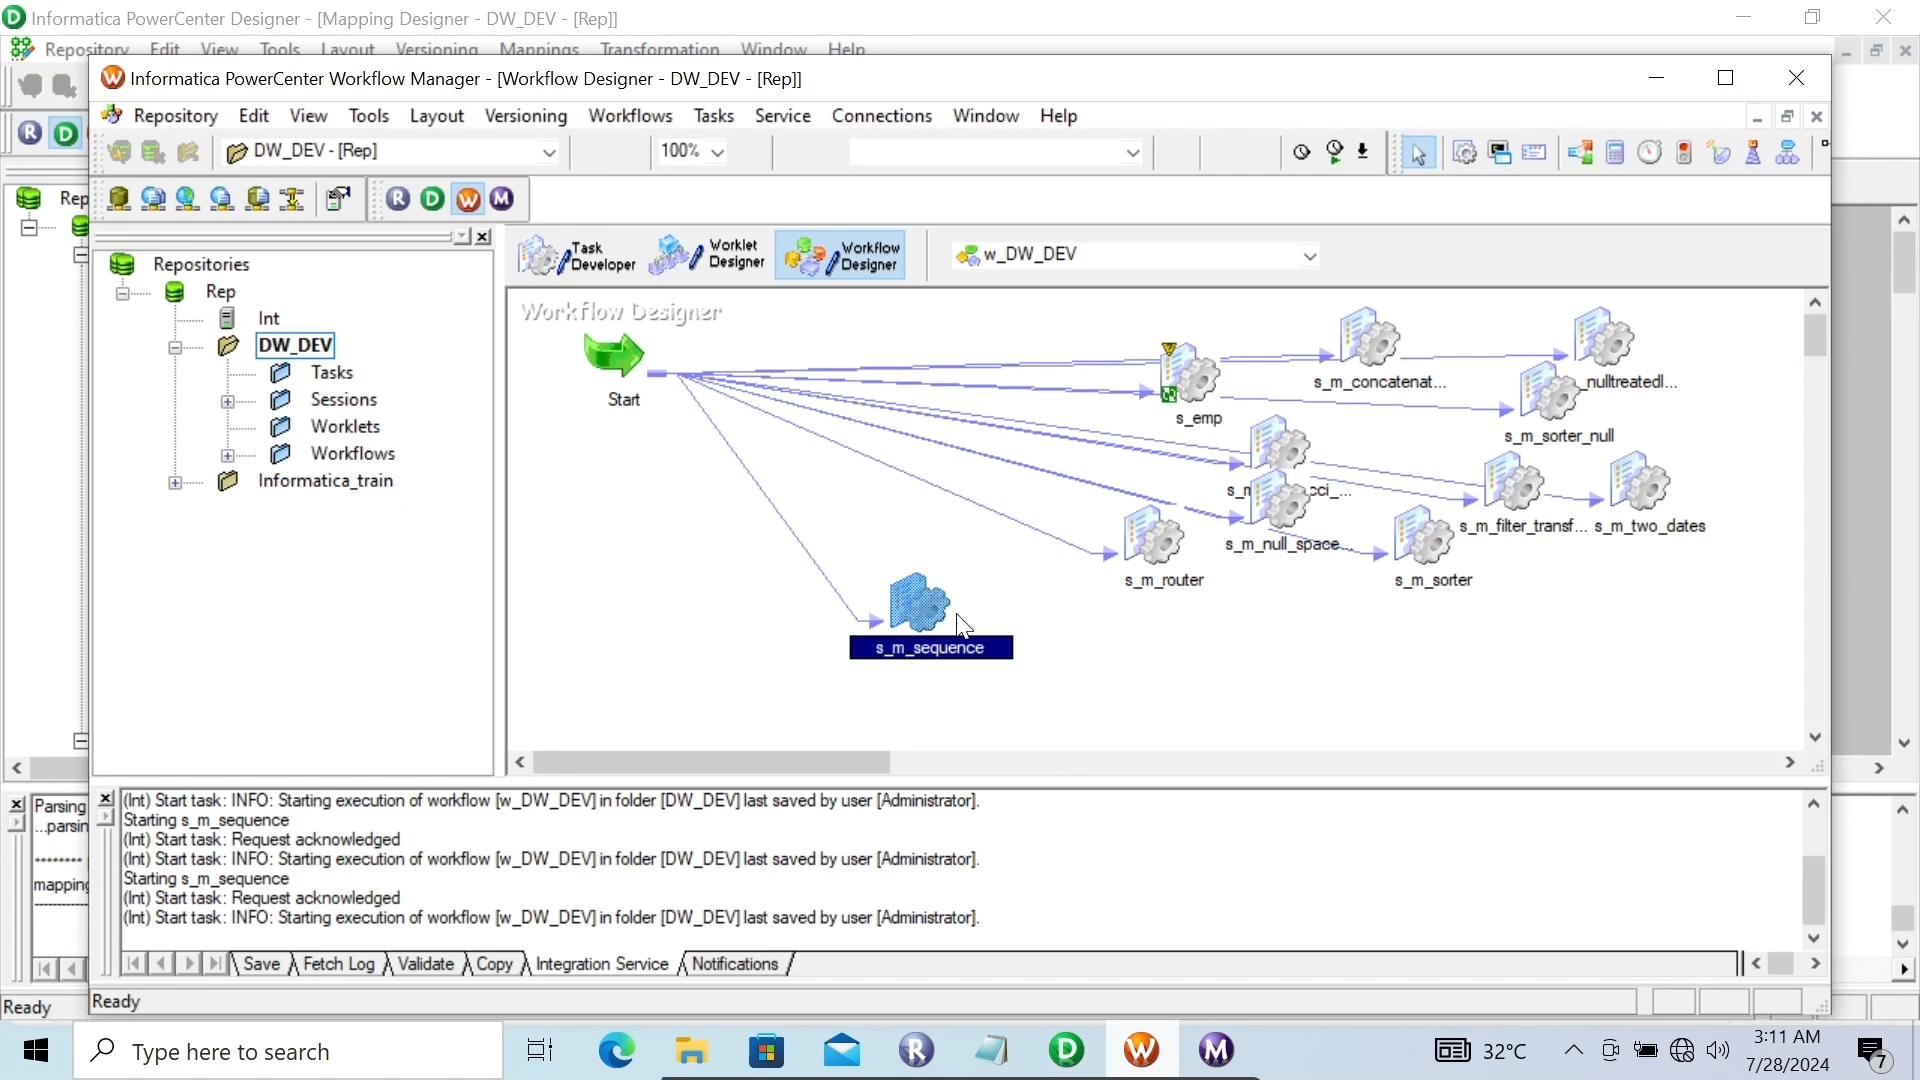 Informatica PowerCenter Designer - [Mapping Designer - DW_DEV - [Rep]]
Repository Edit View Tools Layout Versioning Mappings Transformation Window Help
Informatica PowerCenter Workflow Manager - [Workflow Designer - DW_DEV - [Rep]]
Repository Edit View Tools Layout Versioning Workflows Tasks Service Connections Window Help
DW_DEV - [Rep]
100%
R D W M
R D
Rep
Task Developer
Worklet Designer
Workflow Designer
w_DW_DEV
Repositories
Rep
Int
DW_DEV
Tasks
Sessions
Worklets
Workflows
Informatica_train
Workflow Designer
Start
s_m_concatenat...
_nulltreatedl...
s_emp
s_m_sorter_null
s_m
cci_...
s_m_filter_transf...
s_m_two_dates
s_m_null_space...
s_m_router
s_m_sorter
s_m_sequence
Parsing
...parsin
********
mapping
(Int) Start task: INFO: Starting execution of workflow [w_DW_DEV] in folder [DW_DEV] last saved by user [Administrator].
Starting s_m_sequence
(Int) Start task: Request acknowledged
(Int) Start task: INFO: Starting execution of workflow [w_DW_DEV] in folder [DW_DEV] last saved by user [Administrator].
Starting s_m_sequence
(Int) Start task: Request acknowledged
(Int) Start task: INFO: Starting execution of workflow [w_DW_DEV] in folder [DW_DEV] last saved by user [Administrator].
Save Fetch Log Validate Copy Integration Service Notifications
Ready
Ready
Type here to search
R D W M
32°C
3:11 AM
7/28/2024
7